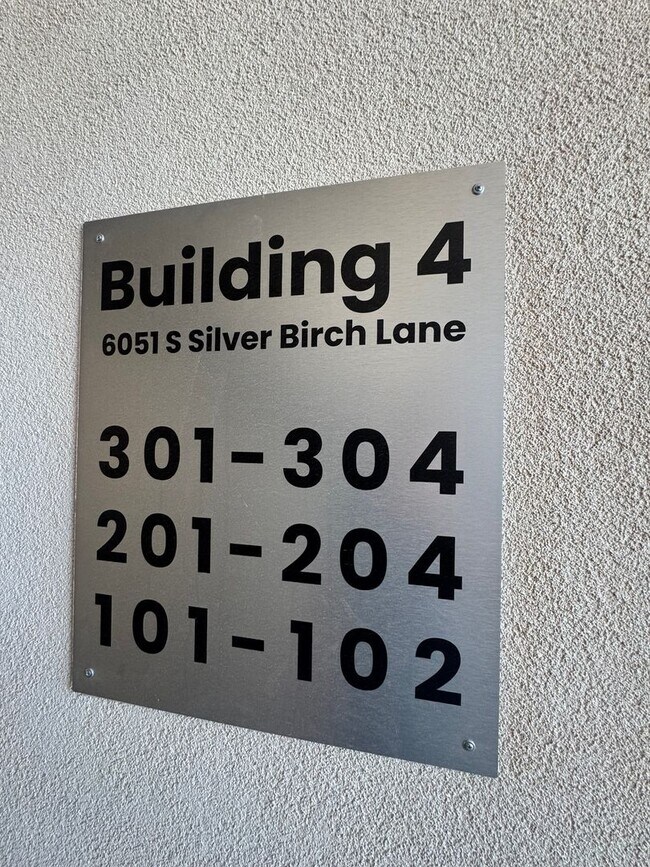 Building 4
6051 S Silver Birch Lane
301-304
201-204
101-102